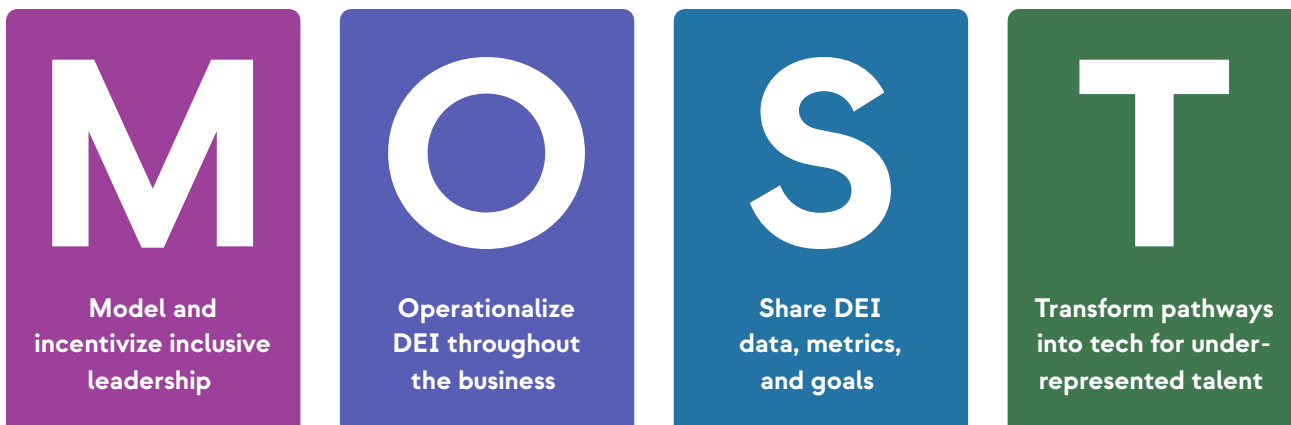 M
Model and
incentivize inclusive
leadership
O
Operationalize
DEI throughout
the business
S
Share DEI
data, metrics,
and goals
T
Transform pathways
into tech for under-
represented talent